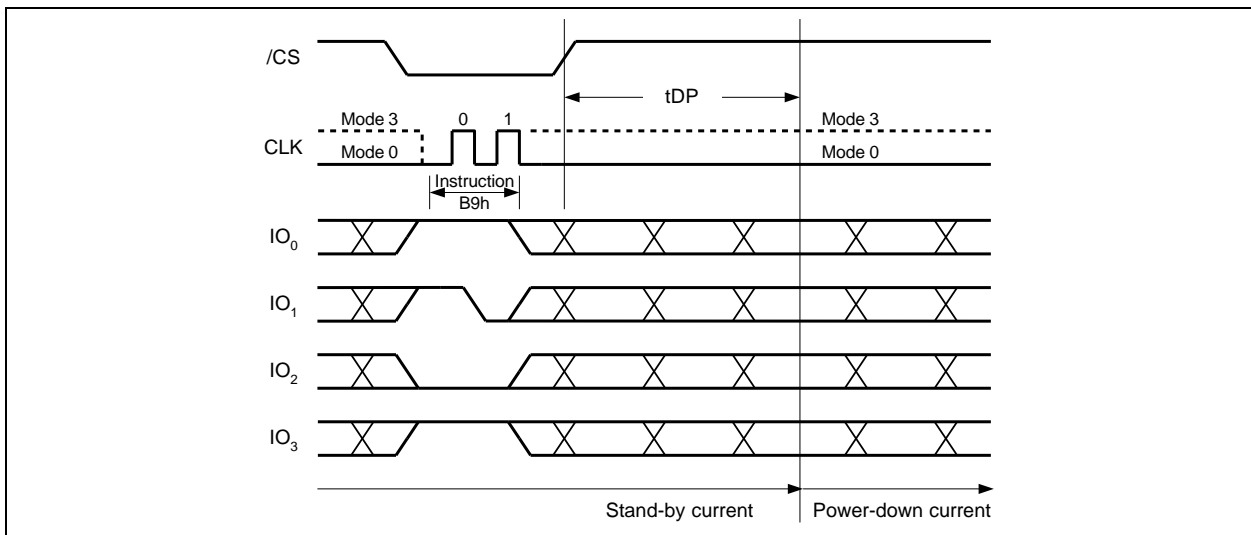 /CS
tDP
Mode 3 0 1 Mode 3
CLK
Mode 0 Mode 0
Instruction
B9h
IO0
IO1
IO2
IO3
Stand-by current Power-down current